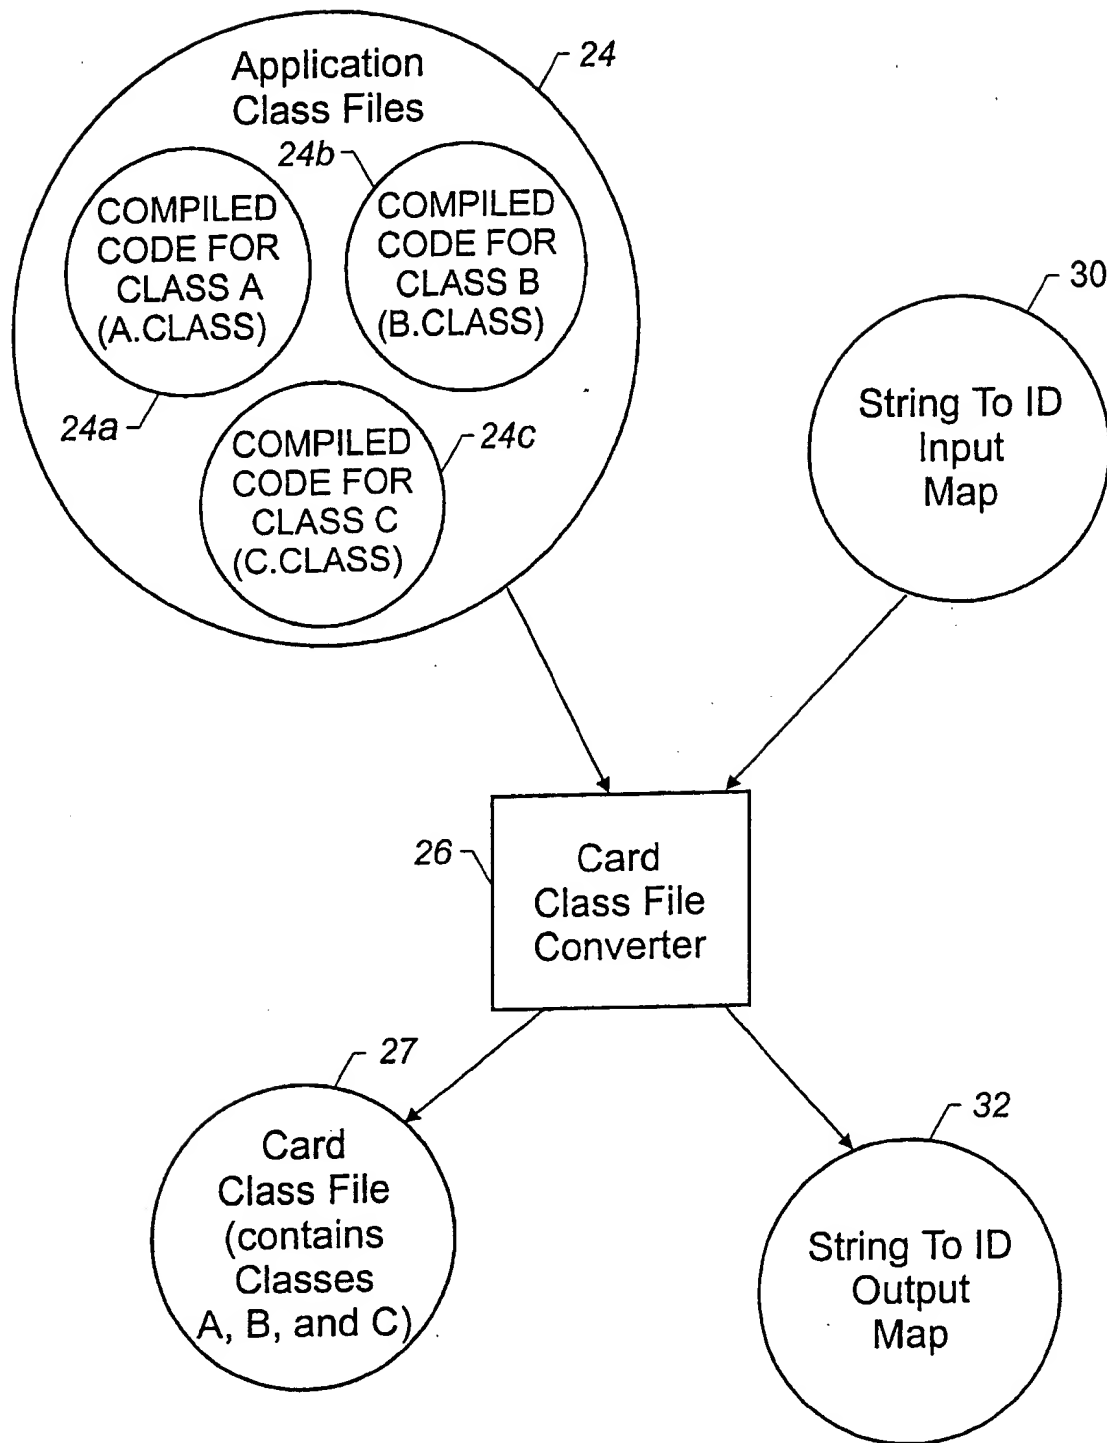 Application
Class Files
24
24b
COMPILED
CODE FOR
CLASS A
(A.CLASS)
COMPILED
CODE FOR
CLASS B
(B.CLASS)
24a
COMPILED
CODE FOR
CLASS C
(C.CLASS)
24c
30
String To ID
Input
Map
26
Card
Class File
Converter
27
Card
Class File
(contains
Classes
A, B, and C)
32
String To ID
Output
Map